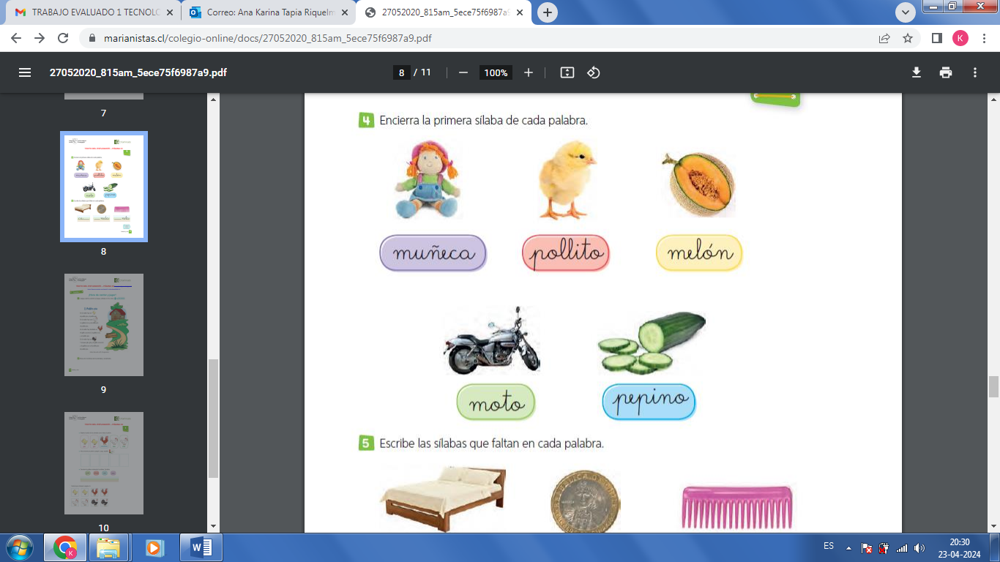 TRABAJO EVALUADO 1 TECNOLO
Correo: Ana Karina Tapia Riquelm
27052020_815am_5ece75f6987a9
marianistas.cl/colegio-online/docs/27052020_815am_5ece75f6987a9.pdf
K
27052020_815am_5ece75f6987a9.pdf
8 / 11
100%
7
8
9
10
4 Encierra la primera sílaba de cada palabra.
muñeca
pollito
melón
moto
pepino
5 Escribe las sílabas que faltan en cada palabra.
ES
20:30
23-04-2024